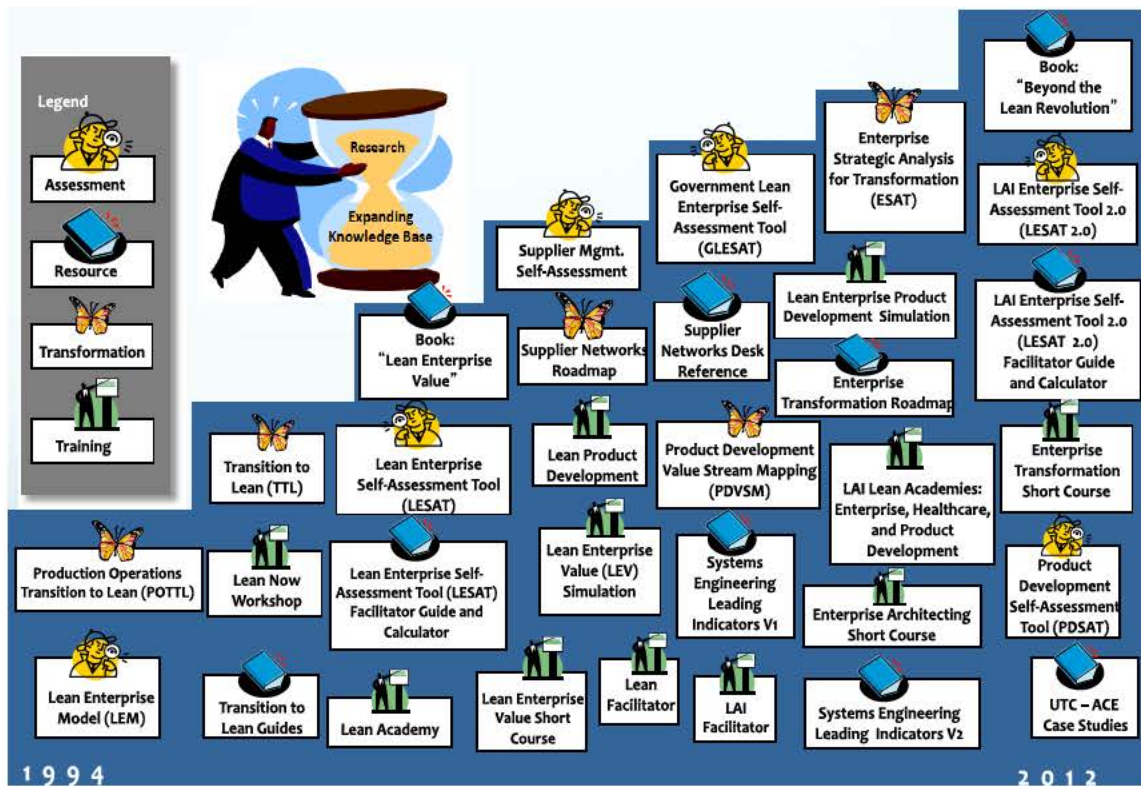 Legend
Assessment
Resource
Transformation
Training
Research
Expanding
Knowledge Base
Production Operations
Transition to Lean (POTTL)
Lean Enterprise
Model (LEM)
Transition to
Lean (TTL)
Lean Now
Workshop
Transition to
Lean Guides
Book:
“Lean Enterprise
Value”
Lean Enterprise
Self-Assessment Tool
(LESAT)
Lean Enterprise Self-
Assessment Tool (LESAT)
Facilitator Guide and
Calculator
Lean Academy
Supplier Mgmt.
Self-Assessment
Supplier Networks
Roadmap
Lean Product
Development
Lean Enterprise
Value (LEV)
Simulation
Lean Enterprise
Value Short
Course
Lean
Facilitator
Government Lean
Enterprise Self-
Assessment Tool
(GLESAT)
Supplier
Networks Desk
Reference
Product Development
Value Stream Mapping
(PDVSM)
Systems
Engineering
Leading
Indicators V1
LAI
Facilitator
Enterprise
Strategic Analysis
for Transformation
(ESAT)
Lean Enterprise Product
Development Simulation
Enterprise
Transformation Roadmap
LAI Lean Academies:
Enterprise, Healthcare,
and Product
Development
Enterprise Architecting
Short Course
Systems Engineering
Leading Indicators V2
Book:
“Beyond the
Lean Revolution”
LAI Enterprise Self-
Assessment Tool 2.0
(LESAT 2.0)
LAI Enterprise Self-
Assessment Tool 2.0
(LESAT 2.0)
Facilitator Guide
and Calculator
Enterprise
Transformation
Short Course
Product
Development
Self-Assessment
Tool (PDSAT)
UTC – ACE
Case Studies
1994
2012